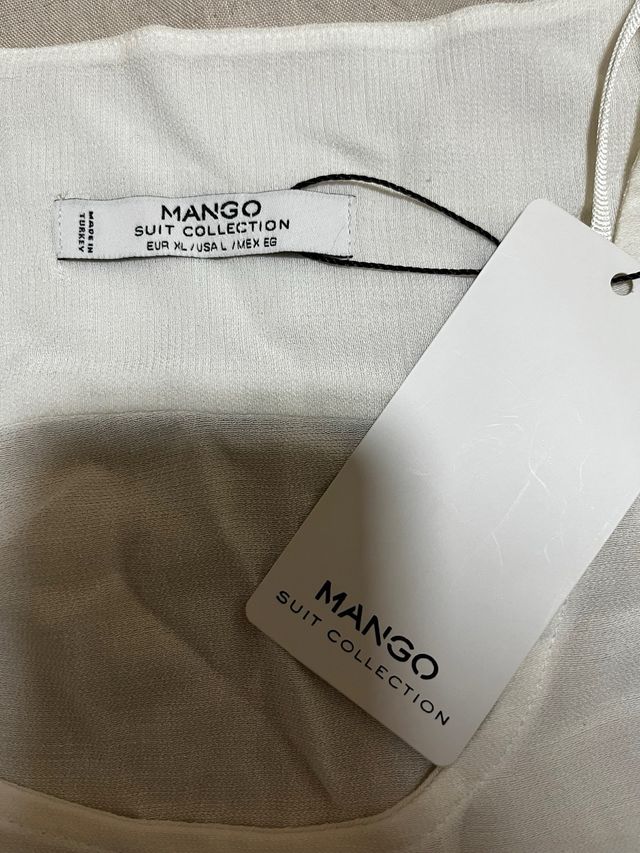 MANGO
SUIT COLLECTION
EUR XL / USA L / MEX EG
MADE IN
TURKEY
MANGO
SUIT COLLECTION